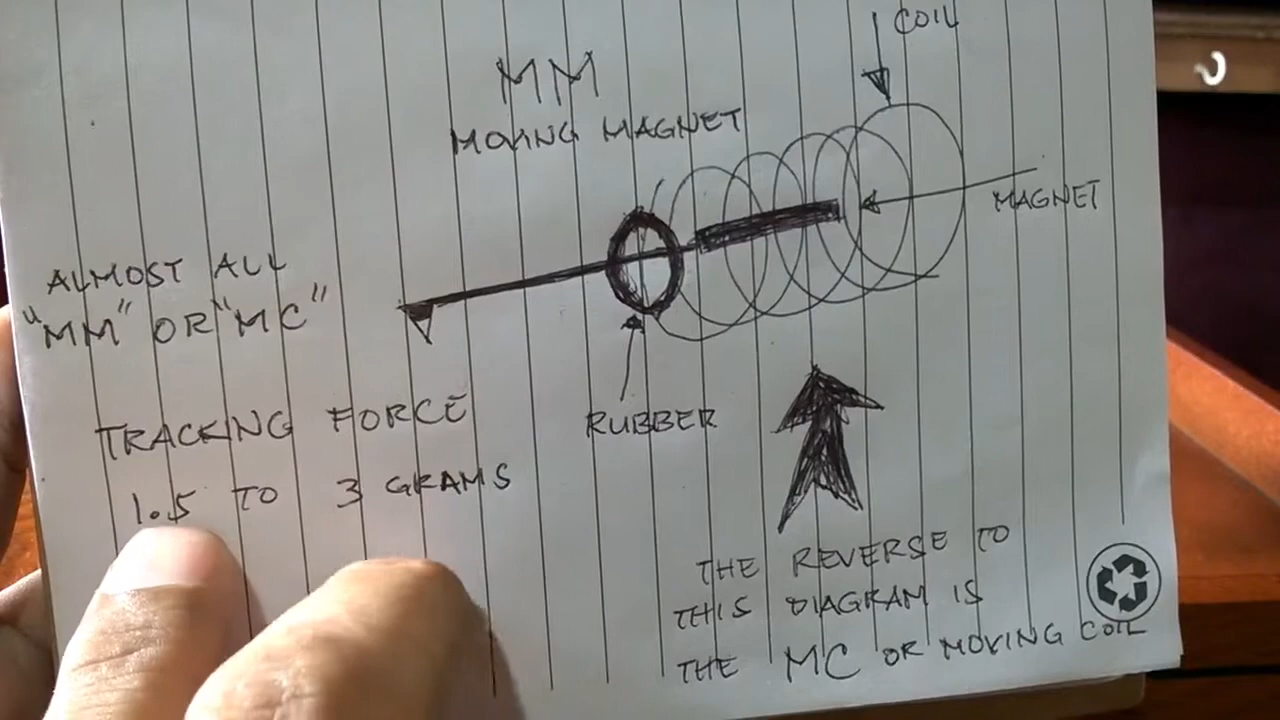 COIL
MM
MOVING MAGNET
MAGNET
ALMOST ALL
"MM" OR "MC"
TRACKING FORCE
1.5 TO 3 GRAMS
RUBBER
THE REVERSE TO
THIS DIAGRAM IS
THE MC OR MOVING COIL